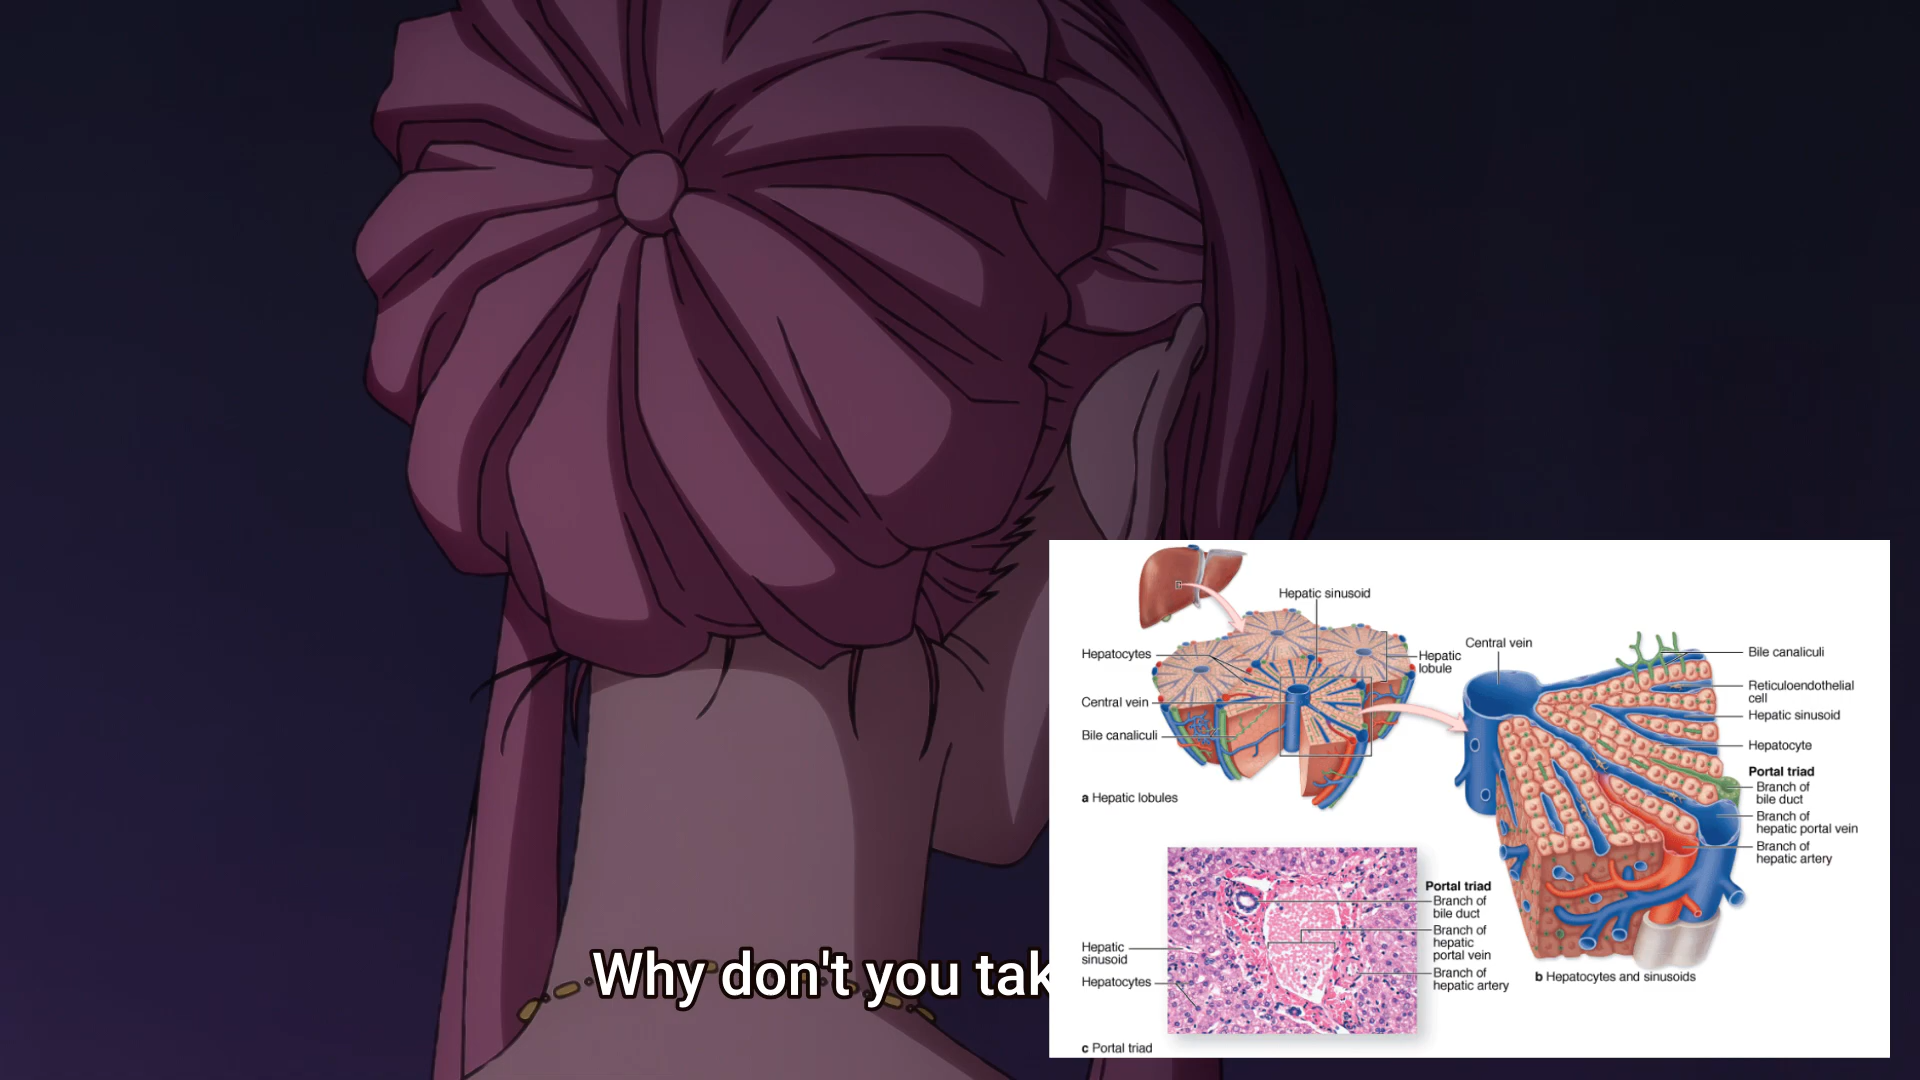 Why don't you tak
Hepatic sinusoid
Hepatocytes
Hepatic
lobule
Central vein
Bile canaliculi
a Hepatic lobules
Central vein
Bile canaliculi
Reticuloendothelial
cell
Hepatic sinusoid
Hepatocyte
Portal triad
Branch of
bile duct
Branch of
hepatic portal vein
Branch of
hepatic artery
b Hepatocytes and sinusoids
Portal triad
Branch of
bile duct
Branch of
hepatic
portal vein
Branch of
hepatic artery
Hepatic
sinusoid
Hepatocytes
c Portal triad